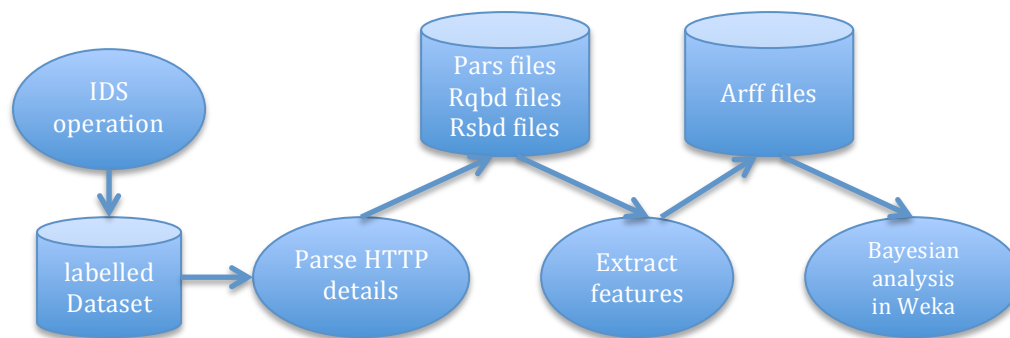 IDS
operation
labelled
Dataset
Parse HTTP
details
Pars files
Rqbd files
Rsbd files
Extract
features
Arff files
Bayesian
analysis
in Weka